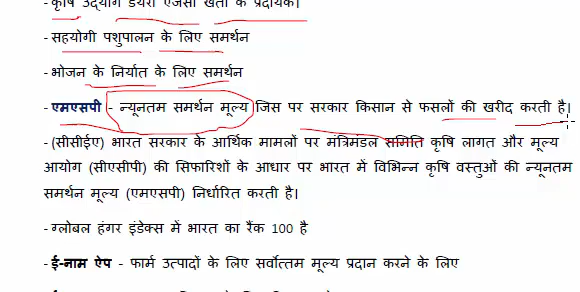 - कृषि उद्योग डेयरी एजेंसी खेती के प्रदायक।
- सहयोगी पशुपालन के लिए समर्थन
- भोजन के निर्यात के लिए समर्थन
- एमएसपी - न्यूनतम समर्थन मूल्य जिस पर सरकार किसान से फसलों की खरीद करती है।
- (सीसीईए) भारत सरकार के आर्थिक मामलों पर मंत्रिमंडल समिति कृषि लागत और मूल्य
आयोग (सीएसीपी) की सिफारिशों के आधार पर भारत में विभिन्न कृषि वस्तुओं की न्यूनतम
समर्थन मूल्य (एमएसपी) निर्धारित करती है।
- ग्लोबल हंगर इंडेक्स में भारत का रैंक 100 है
- ई-नाम ऐप - फार्म उत्पादों के लिए सर्वोत्तम मूल्य प्रदान करने के लिए